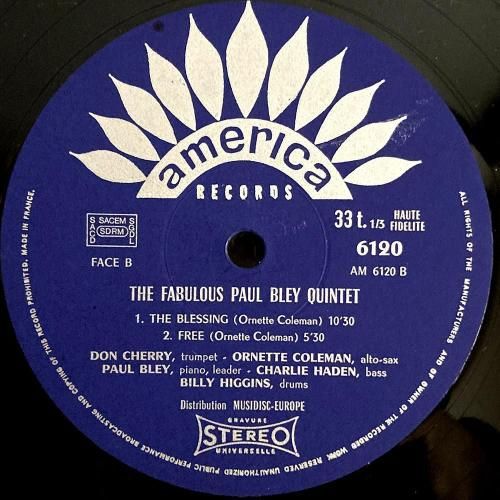 america
RECORDS
SACEM
SACD
SDRM
SGDL
FACE B
33 t. 1/3 HAUTE FIDELITE
6120
AM 6120 B
THE FABULOUS PAUL BLEY QUINTET
1. THE BLESSING (Ornette Coleman) 10'30
2. FREE (Ornette Coleman) 5'30
DON CHERRY, trumpet - ORNETTE COLEMAN, alto-sax
PAUL BLEY, piano, leader - CHARLIE HADEN, bass
BILLY HIGGINS, drums
Distribution MUSIDISC-EUROPE
GRAVURE
STEREO
UNIVERSELLE
ALL RIGHTS OF THE MANUFACTURERS AND OF OWNER OF THE RECORDED WORK RESERVED UNAUTHORIZED PUBLIC PERFORMANCE BROADCASTING AND COPYING OF THIS RECORD PROHIBITED. MADE IN FRANCE.